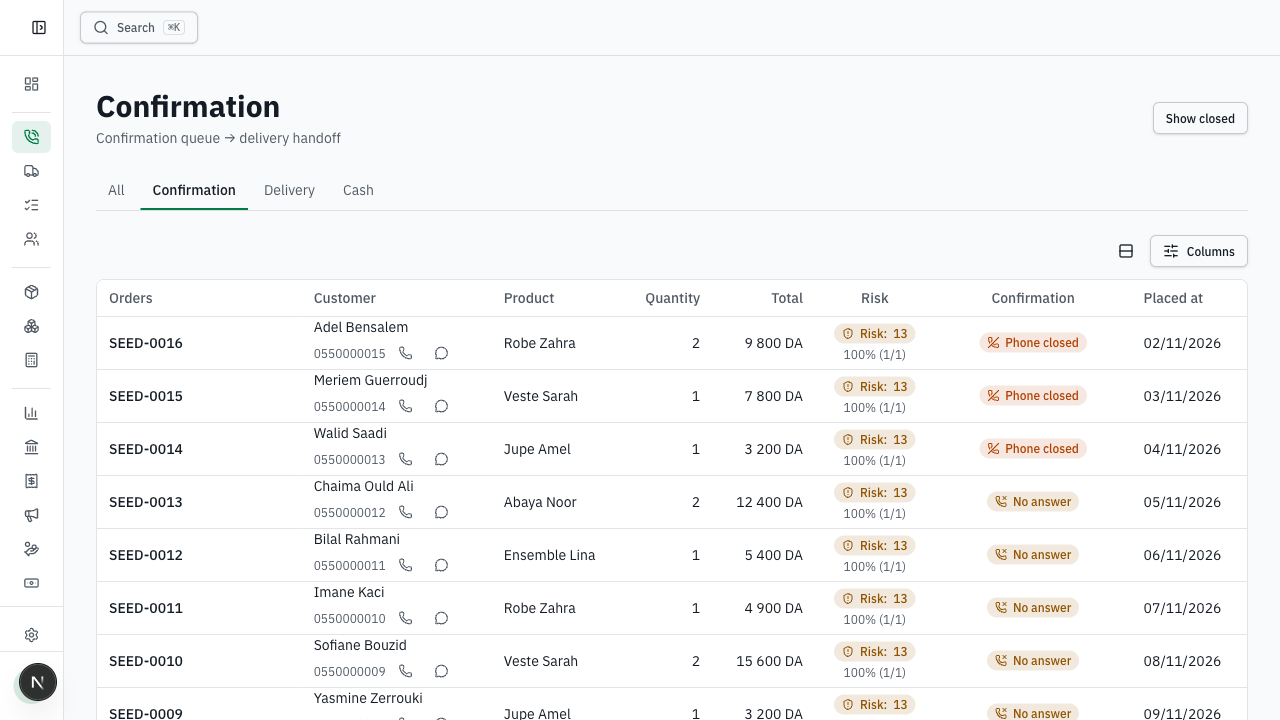 Search ⌘K
Confirmation
Confirmation queue → delivery handoff
Show closed
All Confirmation Delivery Cash
Columns
Orders Customer Product Quantity Total Risk Confirmation Placed at
SEED-0016 Adel Bensalem 0550000015 Robe Zahra 2 9 800 DA Risk: 13 100% (1/1) Phone closed 02/11/2026
SEED-0015 Meriem Guerroudj 0550000014 Veste Sarah 1 7 800 DA Risk: 13 100% (1/1) Phone closed 03/11/2026
SEED-0014 Walid Saadi 0550000013 Jupe Amel 1 3 200 DA Risk: 13 100% (1/1) Phone closed 04/11/2026
SEED-0013 Chaima Ould Ali 0550000012 Abaya Noor 2 12 400 DA Risk: 13 100% (1/1) No answer 05/11/2026
SEED-0012 Bilal Rahmani 0550000011 Ensemble Lina 1 5 400 DA Risk: 13 100% (1/1) No answer 06/11/2026
SEED-0011 Imane Kaci 0550000010 Robe Zahra 1 4 900 DA Risk: 13 100% (1/1) No answer 07/11/2026
SEED-0010 Sofiane Bouzid 0550000009 Veste Sarah 2 15 600 DA Risk: 13 100% (1/1) No answer 08/11/2026
SEED-0009 Yasmine Zerrouki Jupe Amel 1 3 200 DA Risk: 13 No answer 09/11/2026
N